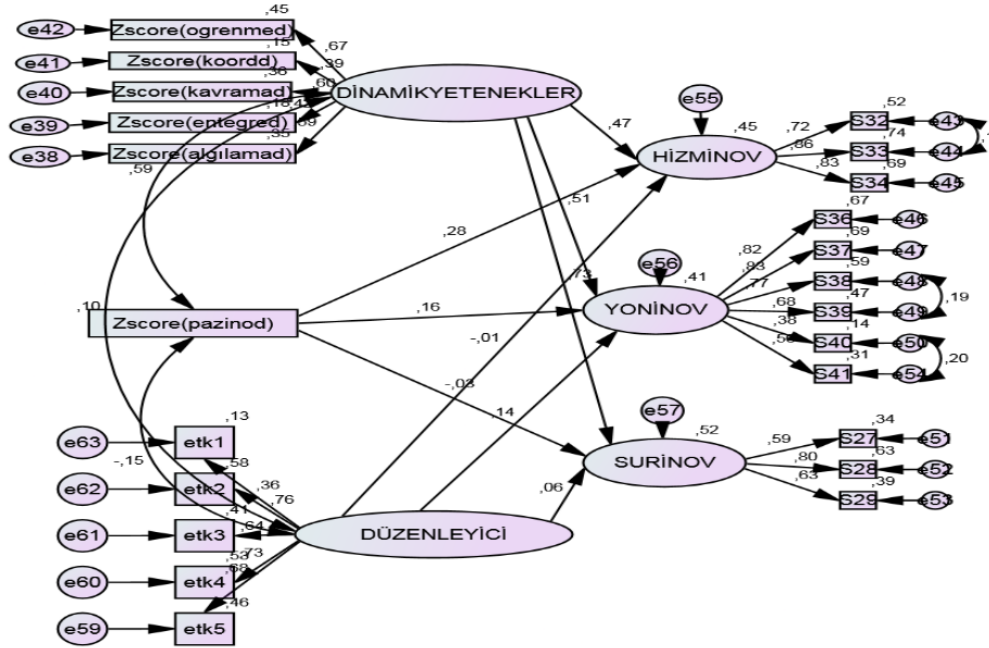 e42 Zscore(ogrenmed) ,45
e41 Zscore(koordd) ,15
e40 Zscore(kavramad) ,36
e39 Zscore(entegred) ,18
e38 Zscore(algılamad) ,35
,67
,39
,60
,59
DİNAMİKYETENEKLER
,47
,51
,73
e55
HİZMİNOV ,45
,72 S32 ,52 e43
,86 S33 ,74 e44
,83 S34 ,69 e45
,28
Zscore(pazinod)
,10
,16
-,01
-,03
,14
e56
YONİNOV ,41
,82 S36 ,67 e46
,83 S37 ,69 e47
,77 S38 ,59 e48
,68 S39 ,47 e49 ,19
,38 S40 ,14 e50
S41 ,31 e54 ,20
e57
SURİNOV ,52
,59 S27 ,34 e51
,80 S28 ,63 e52
,63 S29 ,39 e53
,06
-,15
DÜZENLEYİCİ
e63 etk1 ,13
e62 etk2 ,58
e61 etk3 ,41
e60 etk4 ,53
e59 etk5 ,46
,36
,76
,64
,73
,68